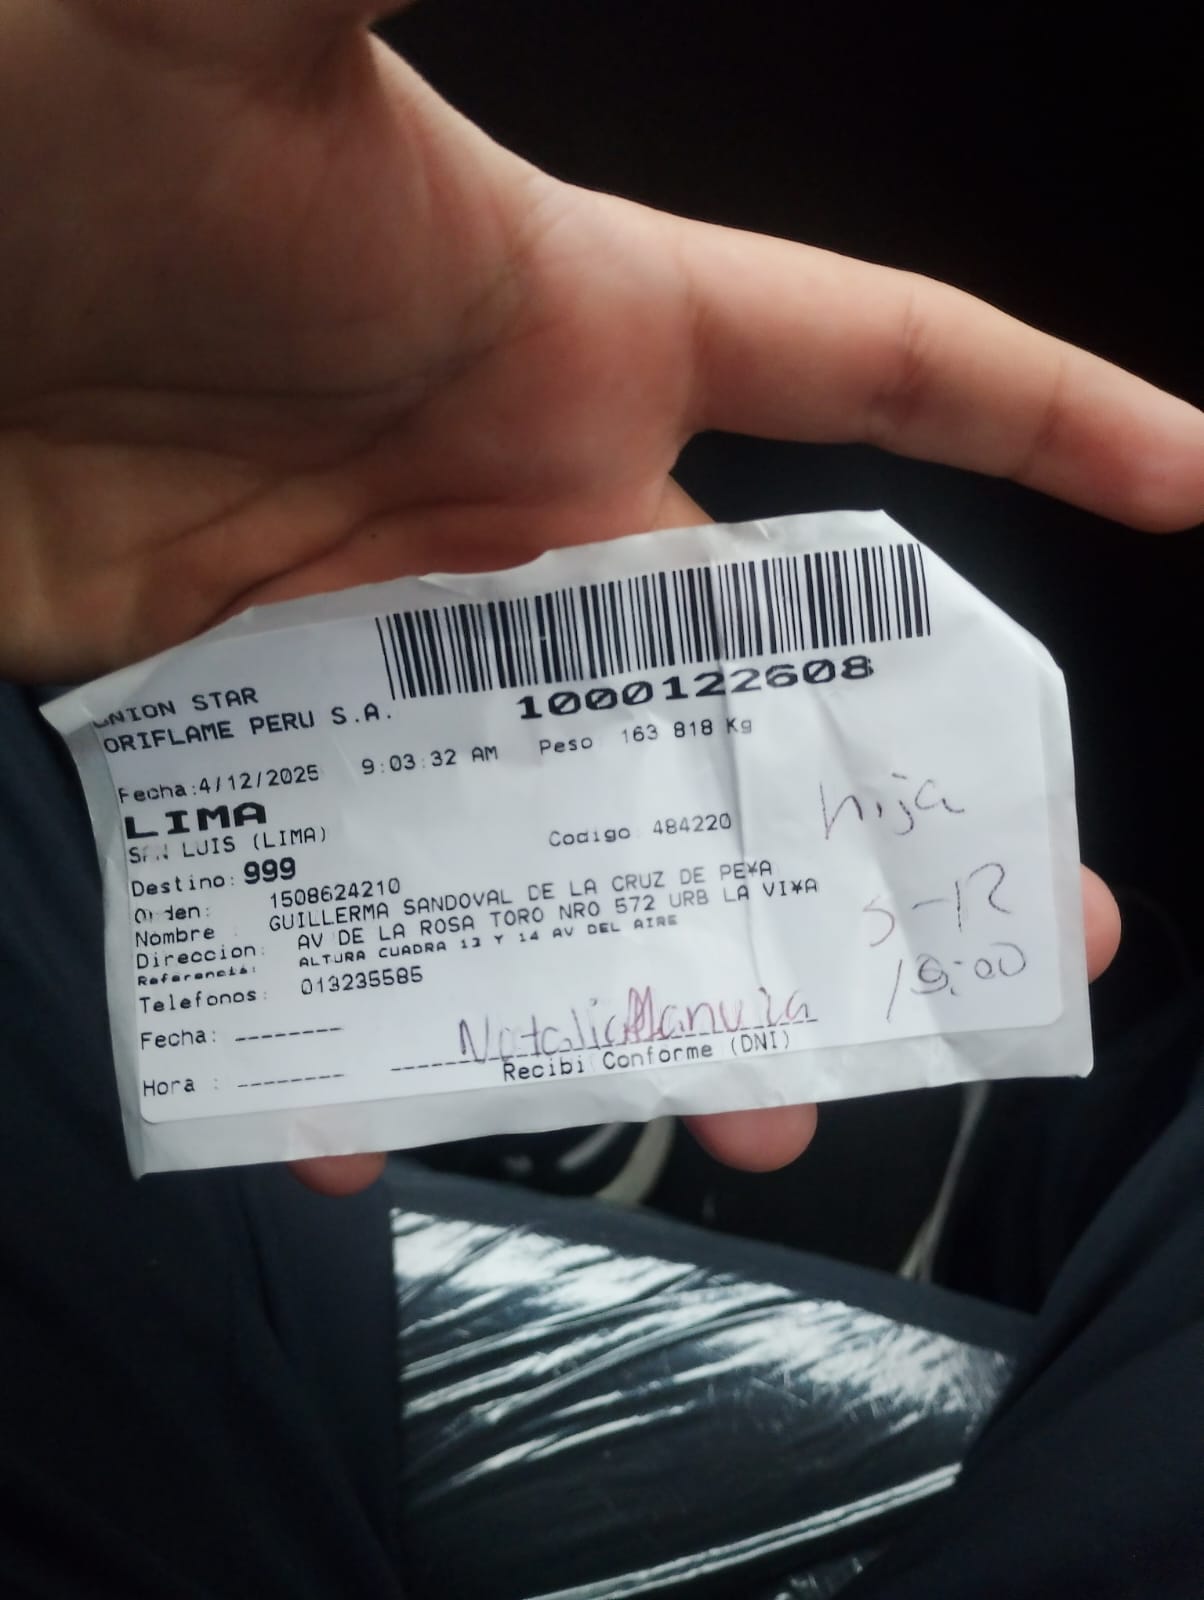 UNION STAR
ORIFLAME PERU S.A.
1000122608
Fecha:4/12/2025 9:03:32 AM Peso 163 818 Kg
LIMA
SAN LUIS (LIMA) Codigo 484220
Destino: 999
Orden: 1508624210
Nombre GUILLERMA SANDOVAL DE LA CRUZ DE PE¥A
Direccion: AV DE LA ROSA TORO NRO 572 URB LA VI¥A
Referencia: ALTURA CUADRA 13 Y 14 AV DEL AIRE
Telefonos: 013235585
Fecha: --------
Hora : --------
Natalia
Recibi Conforme (DNI)
hija
5-12